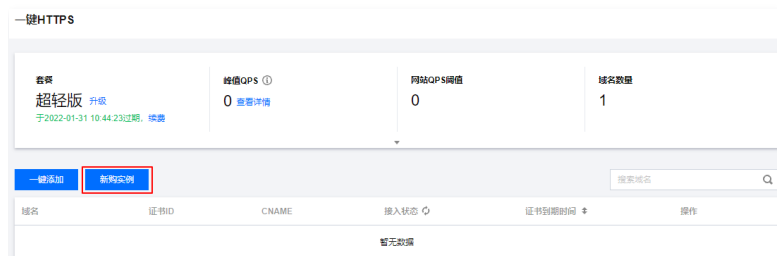 一键HTTPS
套餐 峰值QPS 网站QPS阈值 域名数量
超轻版 升级 0 查看详情 0 1
于2022-01-31 10:44:23过期，续费
一键添加 新购实例 搜索域名
域名 证书ID CNAME 接入状态 证书到期时间 操作
暂无数据